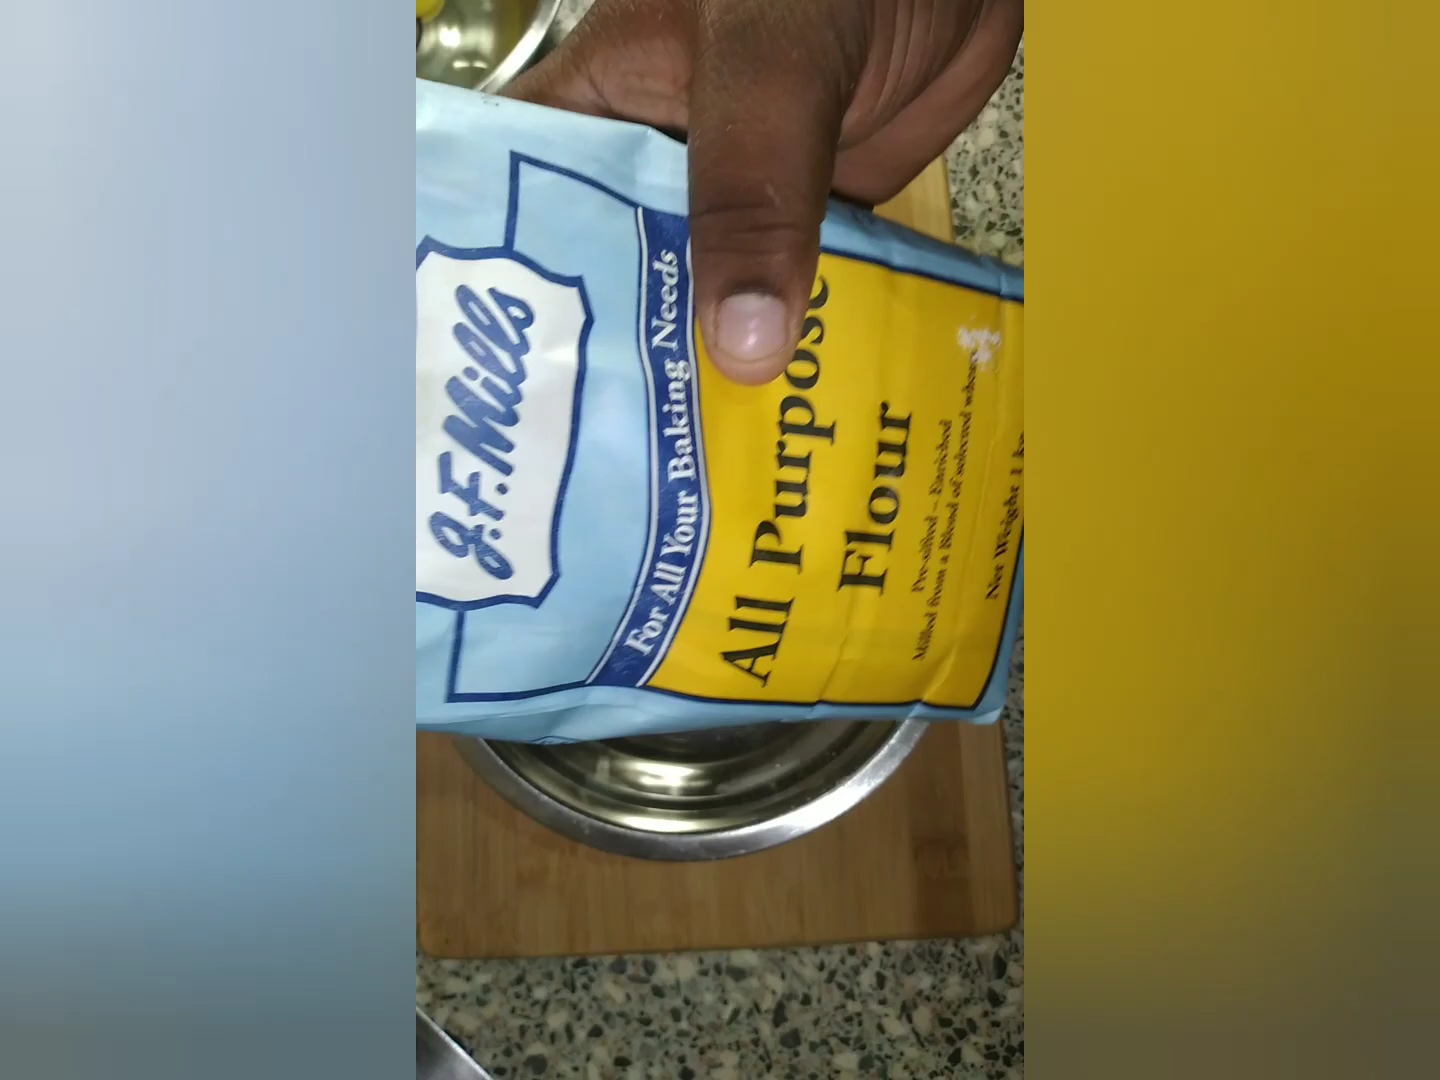 J.F. Mills
For All Your Baking Needs
All Purpose
Flour
Pre-sifted – Enriched
Milled from a Blend of selected wheat
Net Weight 1